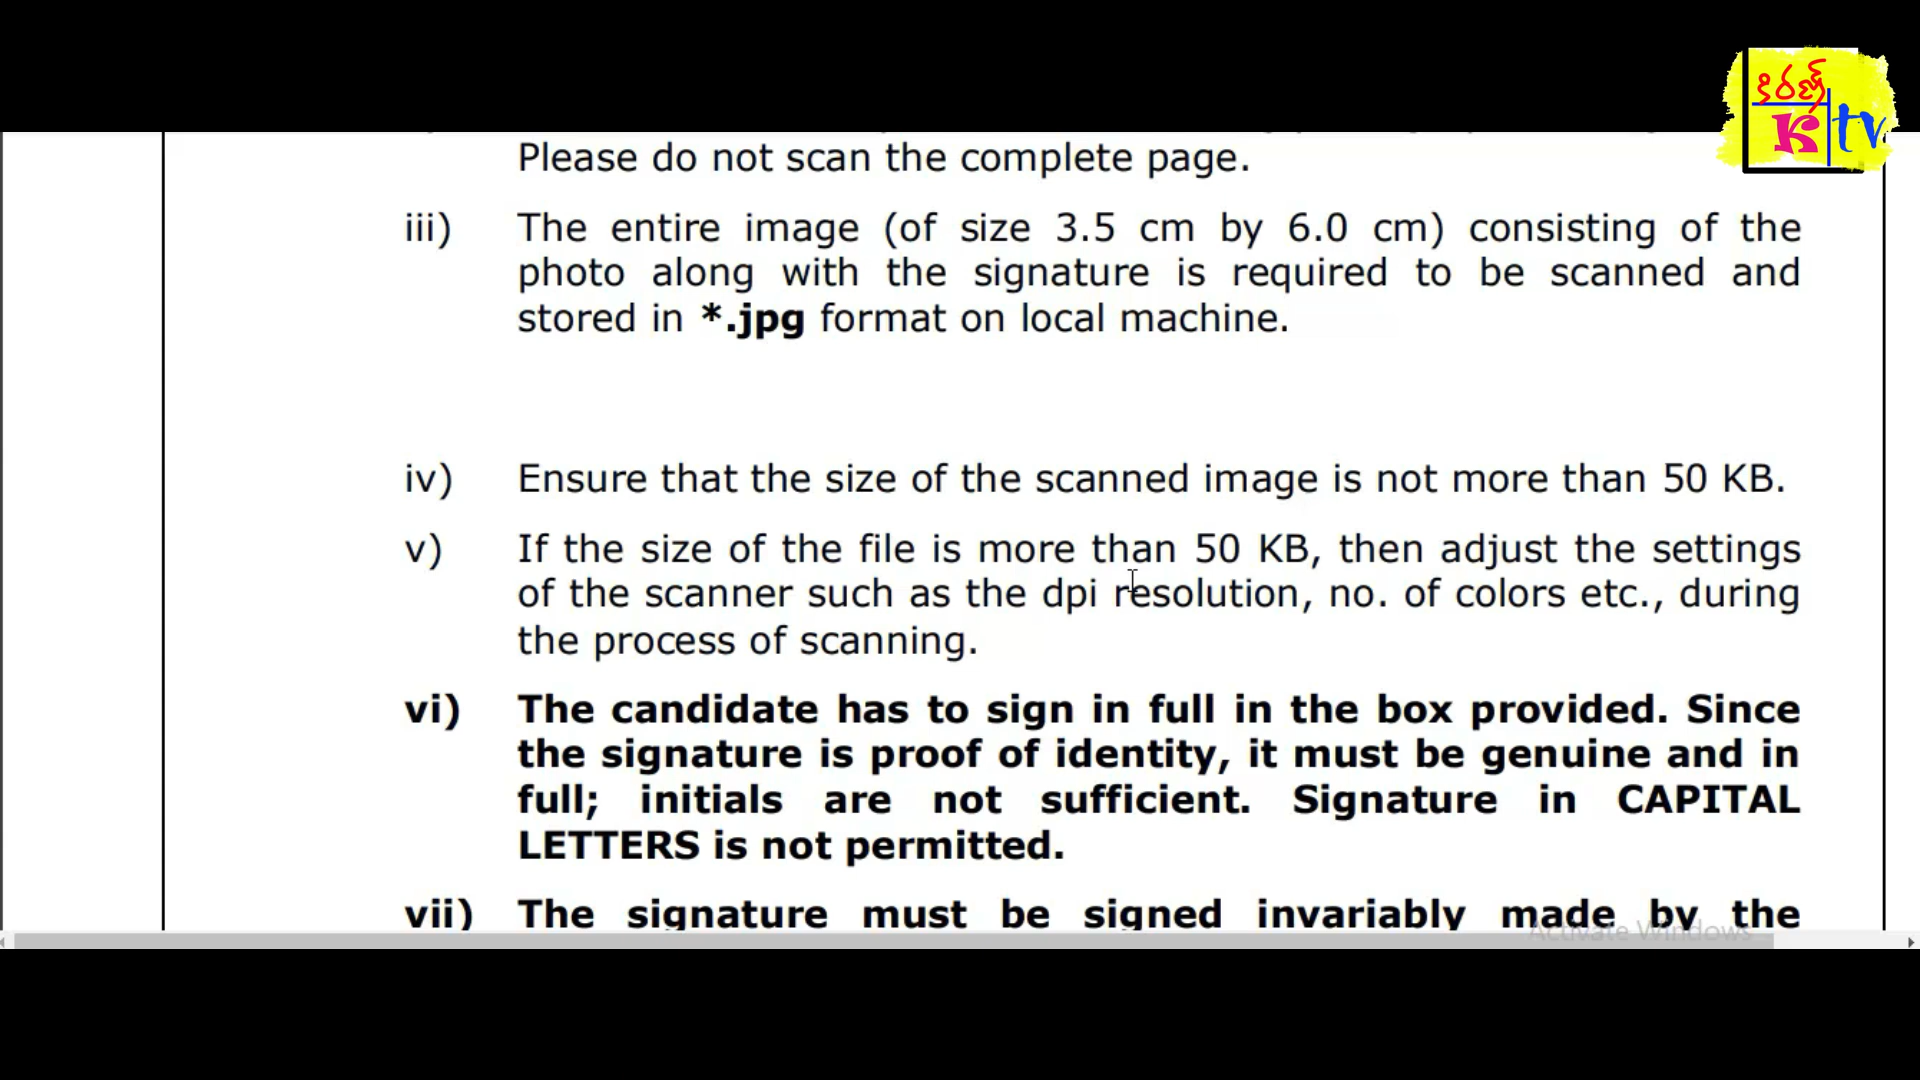 కిరణ్
K tv
Please do not scan the complete page.
iii) The entire image (of size 3.5 cm by 6.0 cm) consisting of the
photo along with the signature is required to be scanned and
stored in *.jpg format on local machine.
iv) Ensure that the size of the scanned image is not more than 50 KB.
v) If the size of the file is more than 50 KB, then adjust the settings
of the scanner such as the dpi resolution, no. of colors etc., during
the process of scanning.
vi) The candidate has to sign in full in the box provided. Since
the signature is proof of identity, it must be genuine and in
full; initials are not sufficient. Signature in CAPITAL
LETTERS is not permitted.
vii) The signature must be signed invariably made by the
Activate Windows